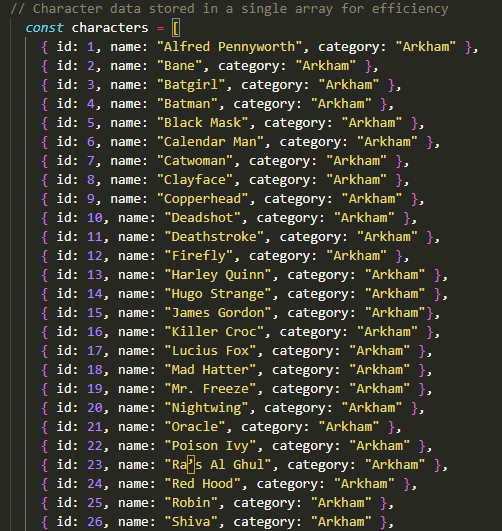 // Character data stored in a single array for efficiency
const characters = [
{ id: 1, name: "Alfred Pennyworth", category: "Arkham" },
{ id: 2, name: "Bane", category: "Arkham" },
{ id: 3, name: "Batgirl", category: "Arkham" },
{ id: 4, name: "Batman", category: "Arkham" },
{ id: 5, name: "Black Mask", category: "Arkham" },
{ id: 6, name: "Calendar Man", category: "Arkham" },
{ id: 7, name: "Catwoman", category: "Arkham" },
{ id: 8, name: "Clayface", category: "Arkham" },
{ id: 9, name: "Copperhead", category: "Arkham" },
{ id: 10, name: "Deadshot", category: "Arkham" },
{ id: 11, name: "Deathstroke", category: "Arkham" },
{ id: 12, name: "Firefly", category: "Arkham" },
{ id: 13, name: "Harley Quinn", category: "Arkham" },
{ id: 14, name: "Hugo Strange", category: "Arkham" },
{ id: 15, name: "James Gordon", category: "Arkham"},
{ id: 16, name: "Killer Croc", category: "Arkham" },
{ id: 17, name: "Lucius Fox", category: "Arkham" },
{ id: 18, name: "Mad Hatter", category: "Arkham" },
{ id: 19, name: "Mr. Freeze", category: "Arkham" },
{ id: 20, name: "Nightwing", category: "Arkham" },
{ id: 21, name: "Oracle", category: "Arkham" },
{ id: 22, name: "Poison Ivy", category: "Arkham" },
{ id: 23, name: "Ra’s Al Ghul", category: "Arkham" },
{ id: 24, name: "Red Hood", category: "Arkham" },
{ id: 25, name: "Robin", category: "Arkham" },
{ id: 26, name: "Shiva", category: "Arkham" },